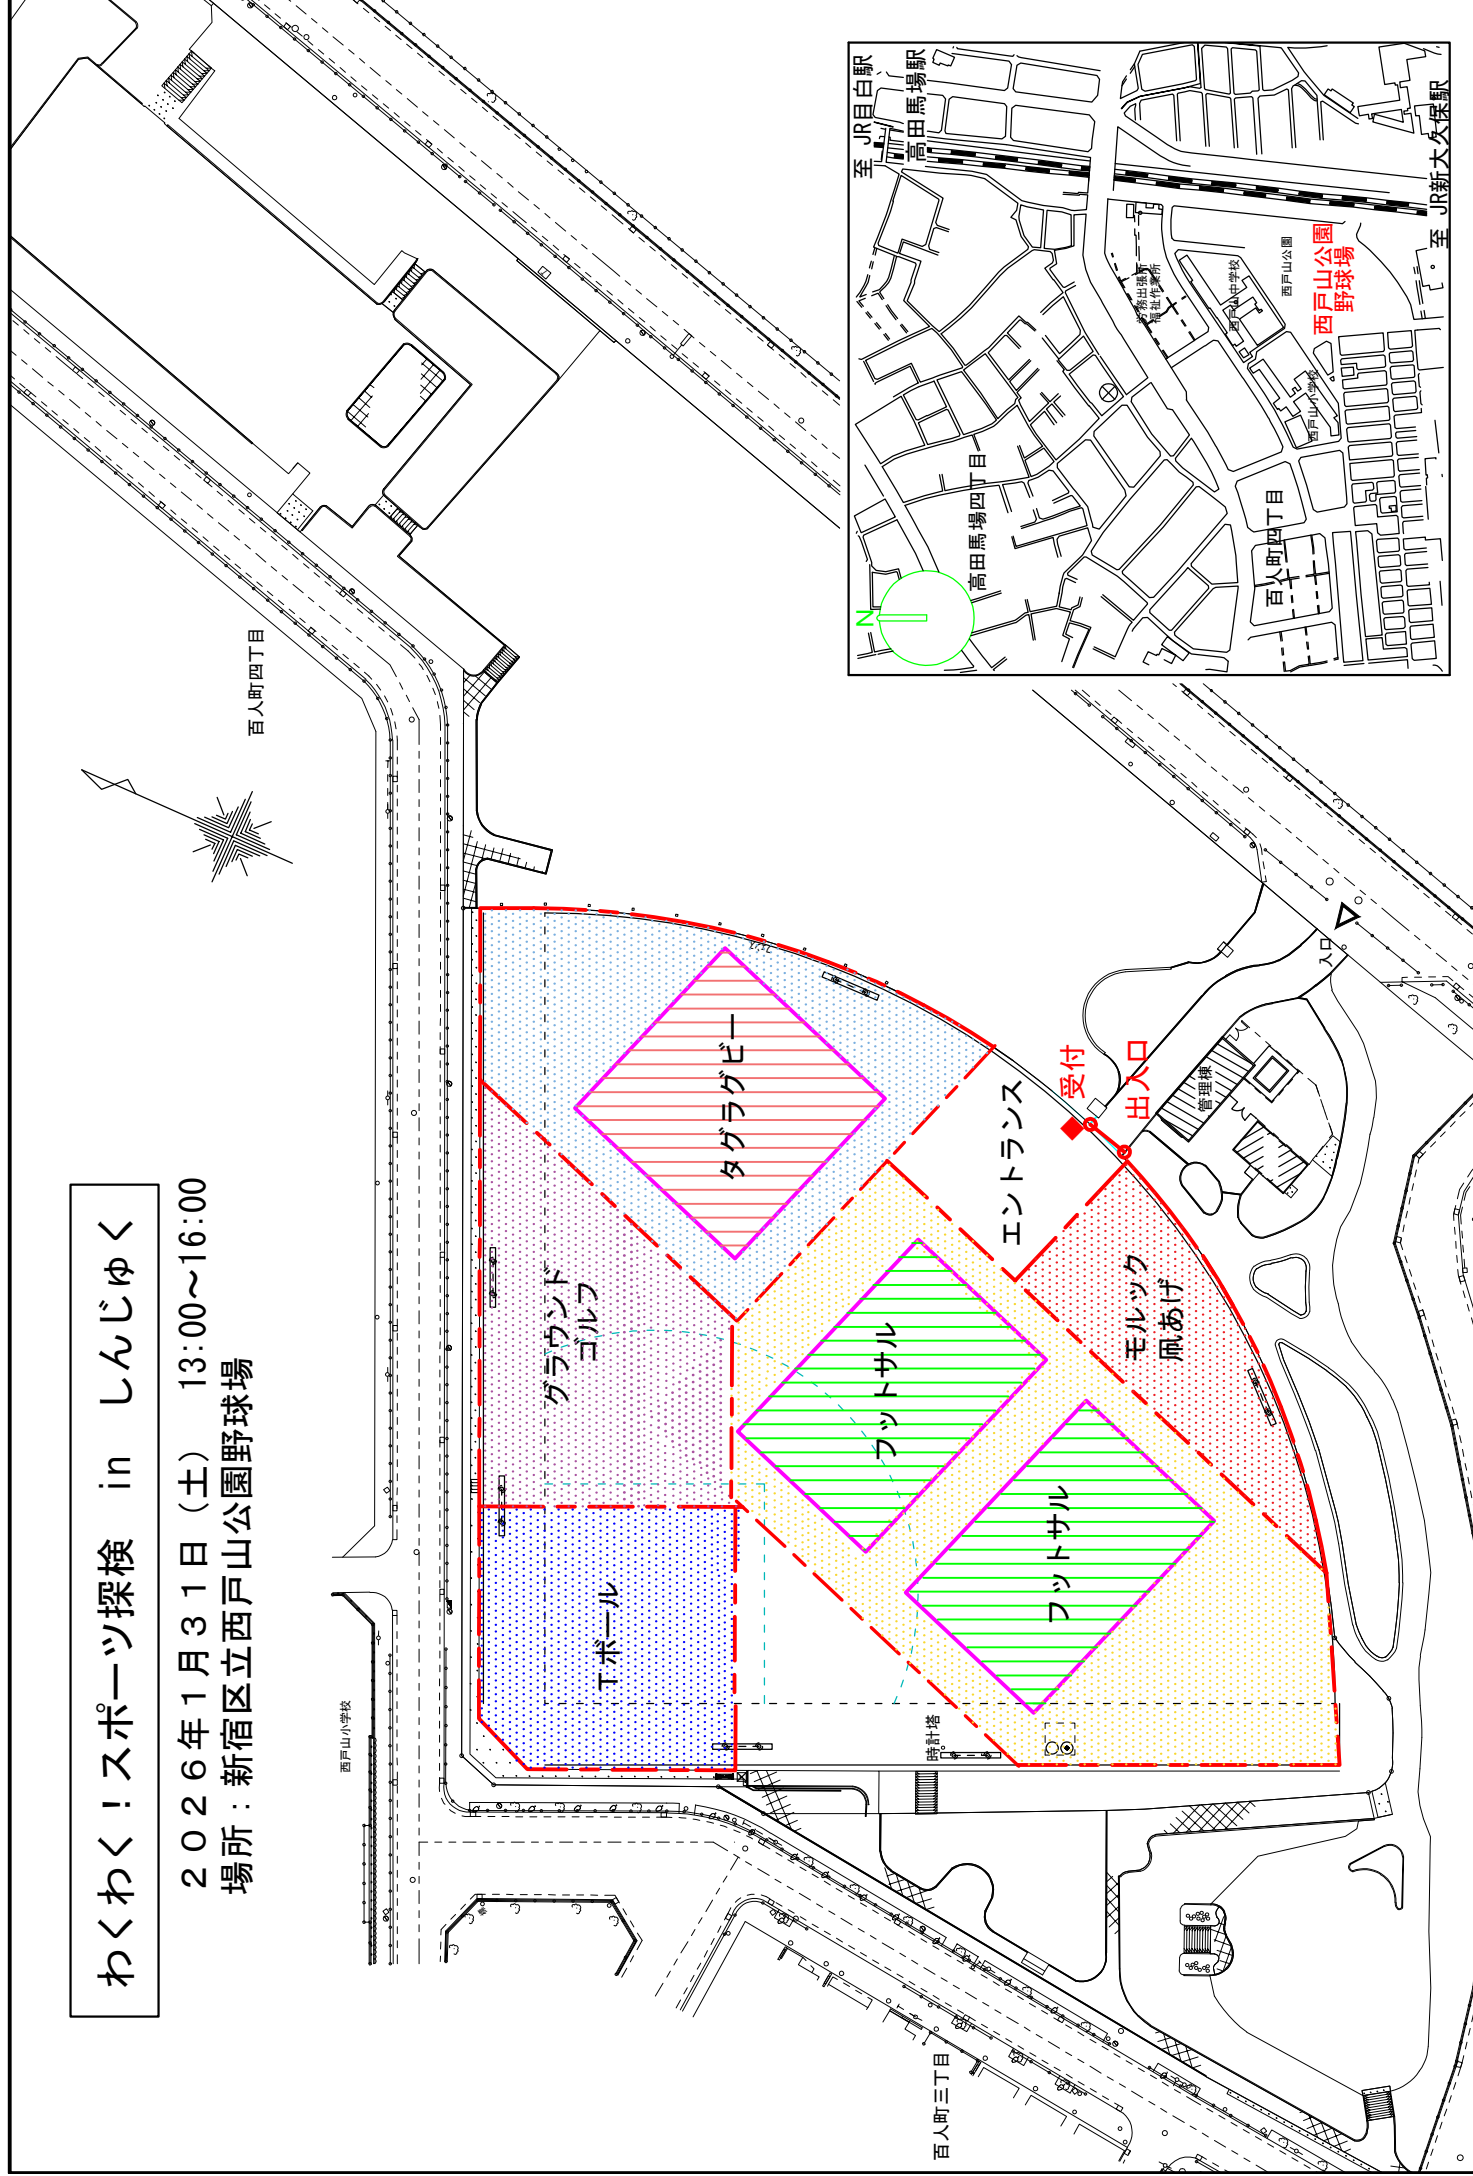 わくわく！スポーツ探検　in　しんじゅく
２０２６年１月３１日（土）　13:00～16:00
場所：新宿区立西戸山公園野球場
西戸山小学校
百人町四丁目
百人町三丁目
Tボール
グラウンド
ゴルフ
タグラグビー
フットサル
フットサル
エントランス
モルック
凧あげ
受付
出入口
管理棟
入口
時計塔
至 JR目白駅
高田馬場駅
N
高田馬場四丁目
百人町四丁目
福祉作業所
西戸山中学校
西戸山小学校
西戸山公園
西戸山公園
野球場
至 JR新大久保駅